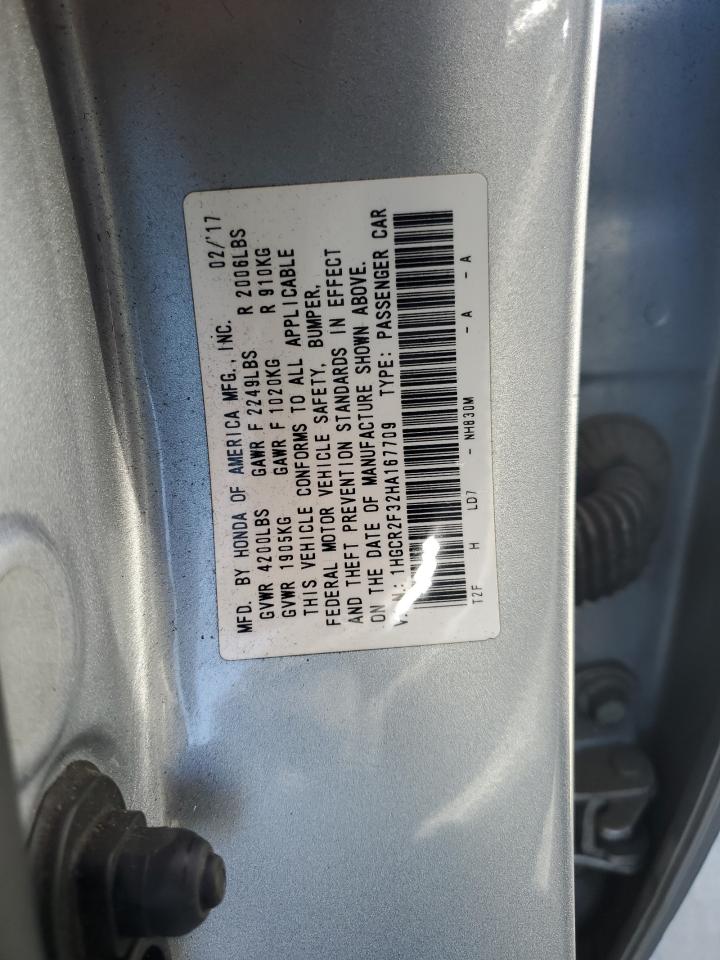 MFD. BY HONDA OF AMERICA MFG., INC. 02/'17
GVWR 4200LBS GAWR F 2249LBS R 2006LBS
GVWR 1905KG GAWR F 1020KG R 910KG
THIS VEHICLE CONFORMS TO ALL APPLICABLE
FEDERAL MOTOR VEHICLE SAFETY, BUMPER,
AND THEFT PREVENTION STANDARDS IN EFFECT
ON THE DATE OF MANUFACTURE SHOWN ABOVE.
V.I.N.: 1HGCR2F32HA167709 TYPE: PASSENGER CAR
T2F H LD7 - NH830M - A - A